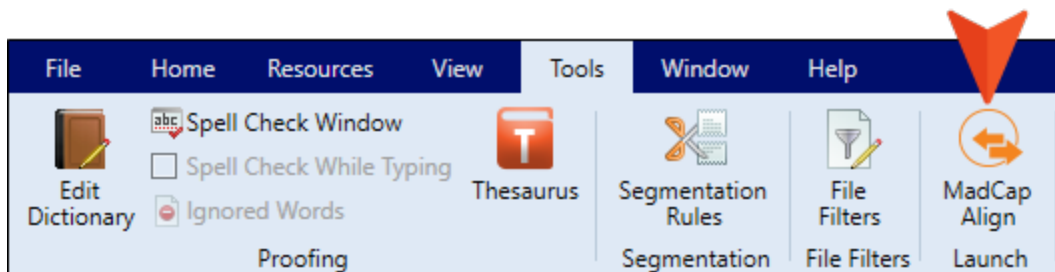 File Home Resources View Tools Window Help
abc Spell Check Window
Spell Check While Typing
Ignored Words
Edit
Dictionary
T
Thesaurus
Segmentation
Rules
File
Filters
MadCap
Align
Proofing Segmentation File Filters Launch